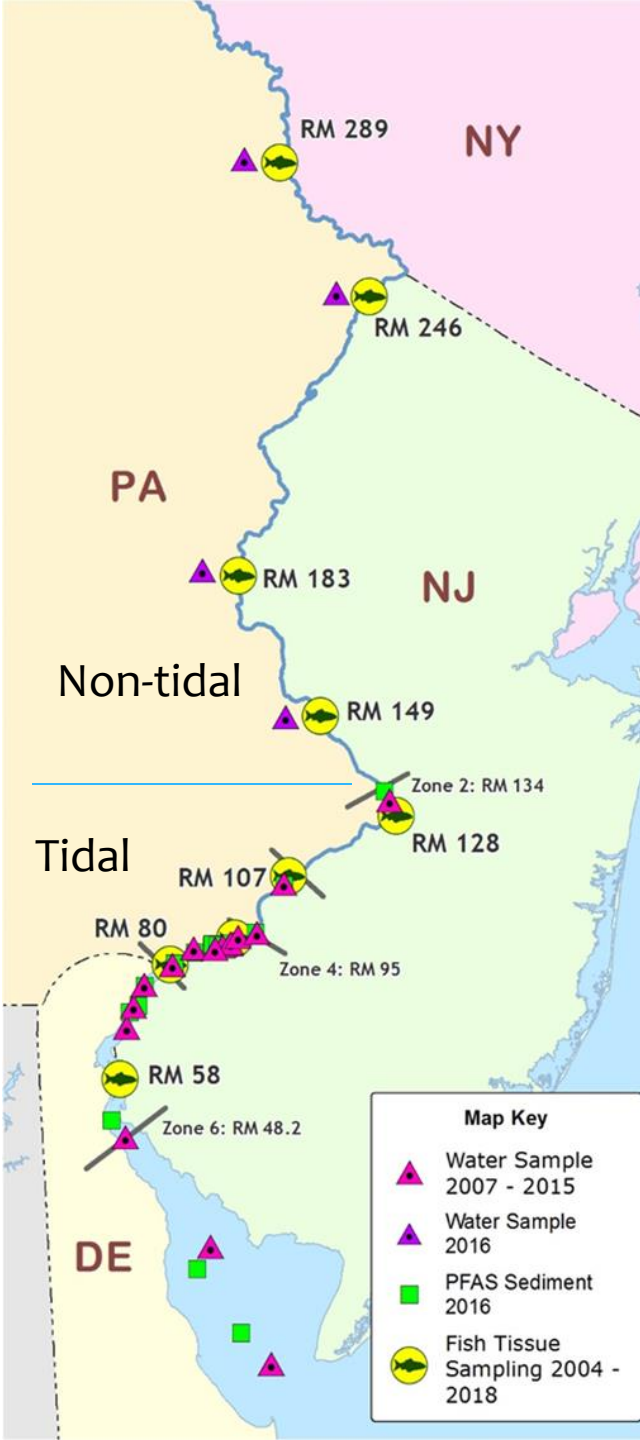 RM 289
NY
RM 246
PA
RM 183
NJ
Non-tidal
RM 149
Zone 2: RM 134
Tidal
RM 128
RM 107
RM 80
Zone 4: RM 95
RM 58
Zone 6: RM 48.2
DE
Map Key
Water Sample
2007 - 2015
Water Sample
2016
PFAS Sediment
2016
Fish Tissue
Sampling 2004 -
2018